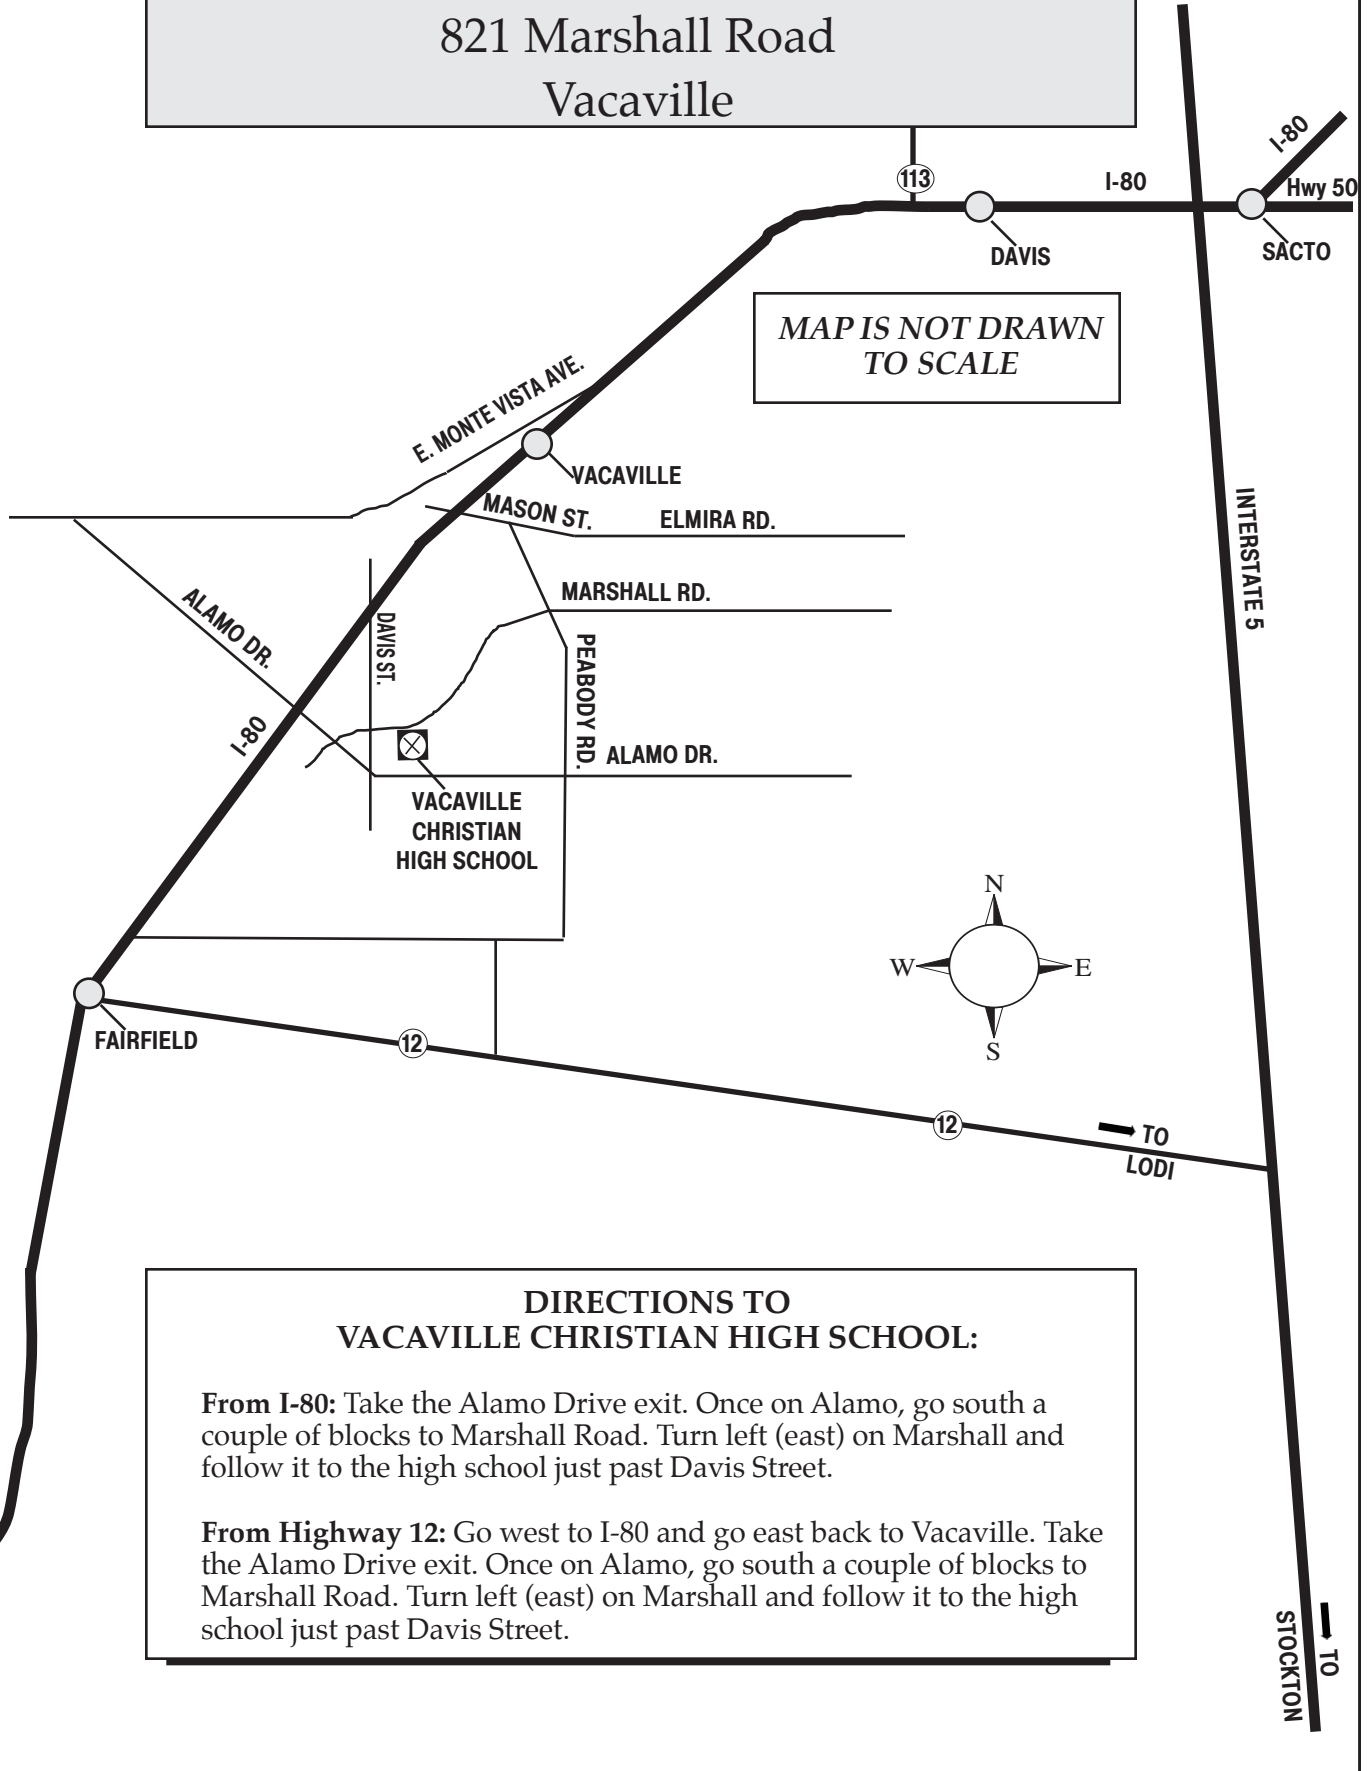 821 Marshall Road
Vacaville
I-80
113
I-80
Hwy 50
DAVIS
SACTO
MAP IS NOT DRAWN
TO SCALE
E. MONTE VISTA AVE.
VACAVILLE
MASON ST.
ELMIRA RD.
INTERSTATE 5
MARSHALL RD.
ALAMO DR.
DAVIS ST.
PEABODY RD.
I-80
ALAMO DR.
VACAVILLE
CHRISTIAN
HIGH SCHOOL
N
W
E
S
FAIRFIELD
12
12
TO
LODI
DIRECTIONS TO
VACAVILLE CHRISTIAN HIGH SCHOOL:
From I-80: Take the Alamo Drive exit. Once on Alamo, go south a
couple of blocks to Marshall Road. Turn left (east) on Marshall and
follow it to the high school just past Davis Street.
From Highway 12: Go west to I-80 and go east back to Vacaville. Take
the Alamo Drive exit. Once on Alamo, go south a couple of blocks to
Marshall Road. Turn left (east) on Marshall and follow it to the high
school just past Davis Street.
TO
STOCKTON